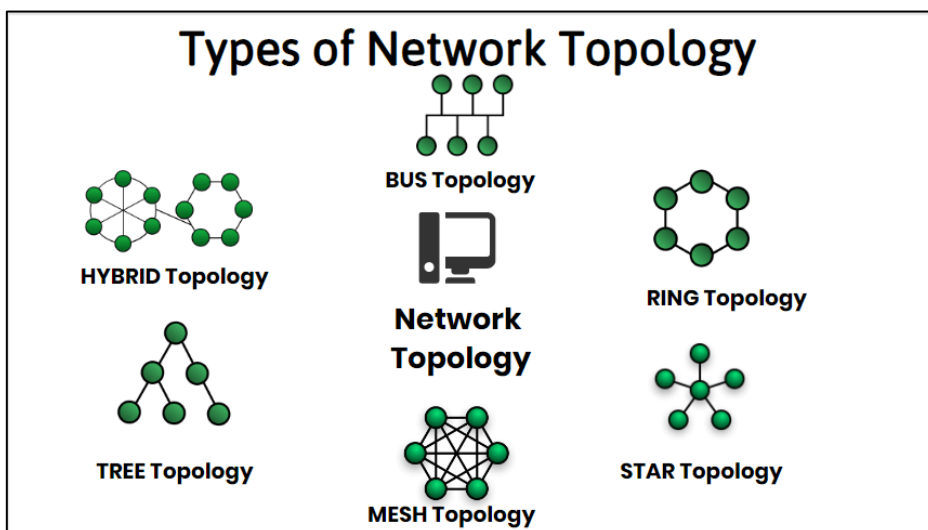 Types of Network Topology
BUS Topology
HYBRID Topology
RING Topology
Network
Topology
TREE Topology
STAR Topology
MESH Topology